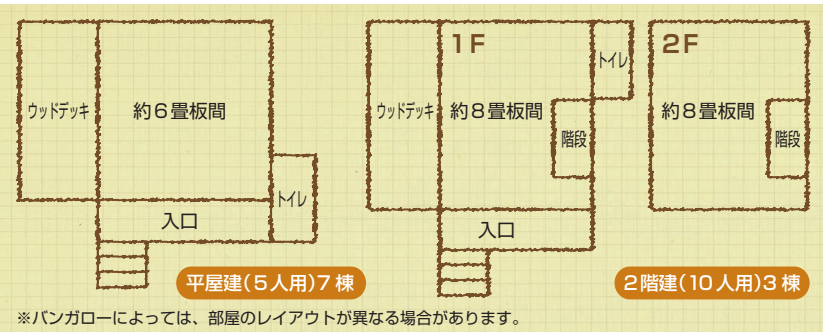 ウッドデッキ
約6畳板間
トイレ
入口
平屋建(5人用)7棟
1F
トイレ
ウッドデッキ
約8畳板間
階段
入口
2F
約8畳板間
階段
2階建(10人用)3棟
※バンガローによっては、部屋のレイアウトが異なる場合があります。